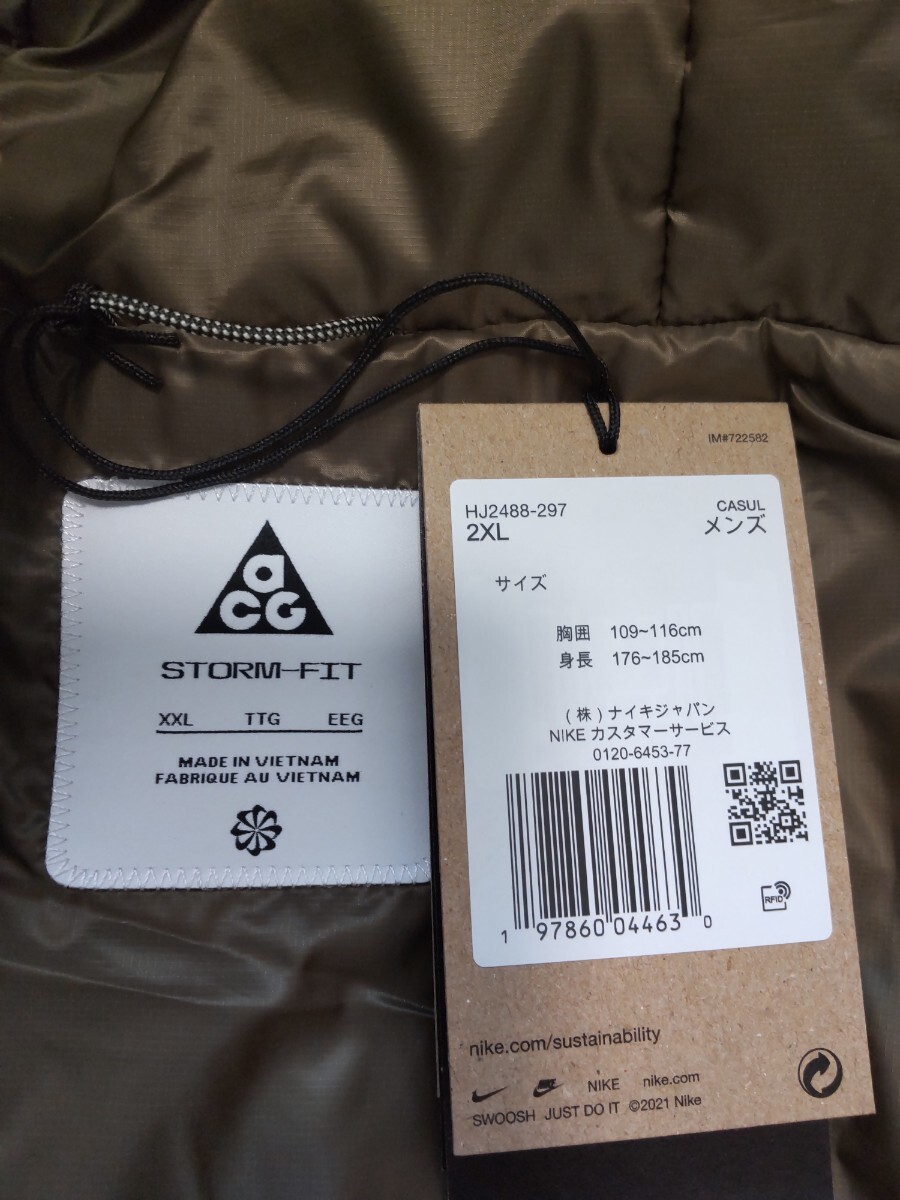 aCG
STORM-FIT
XXL TTG EEG
MADE IN VIETNAM
FABRIQUE AU VIETNAM
IM#722582
HJ2488-297 CASUL
2XL メンズ
サイズ
胸囲 109~116cm
身長 176~185cm
(株)ナイキジャパン
NIKE カスタマーサービス
0120-6453-77
1 97860 04463 0
RFID
nike.com/sustainability
NIKE nike.com
SWOOSH JUST DO IT ©2021 Nike